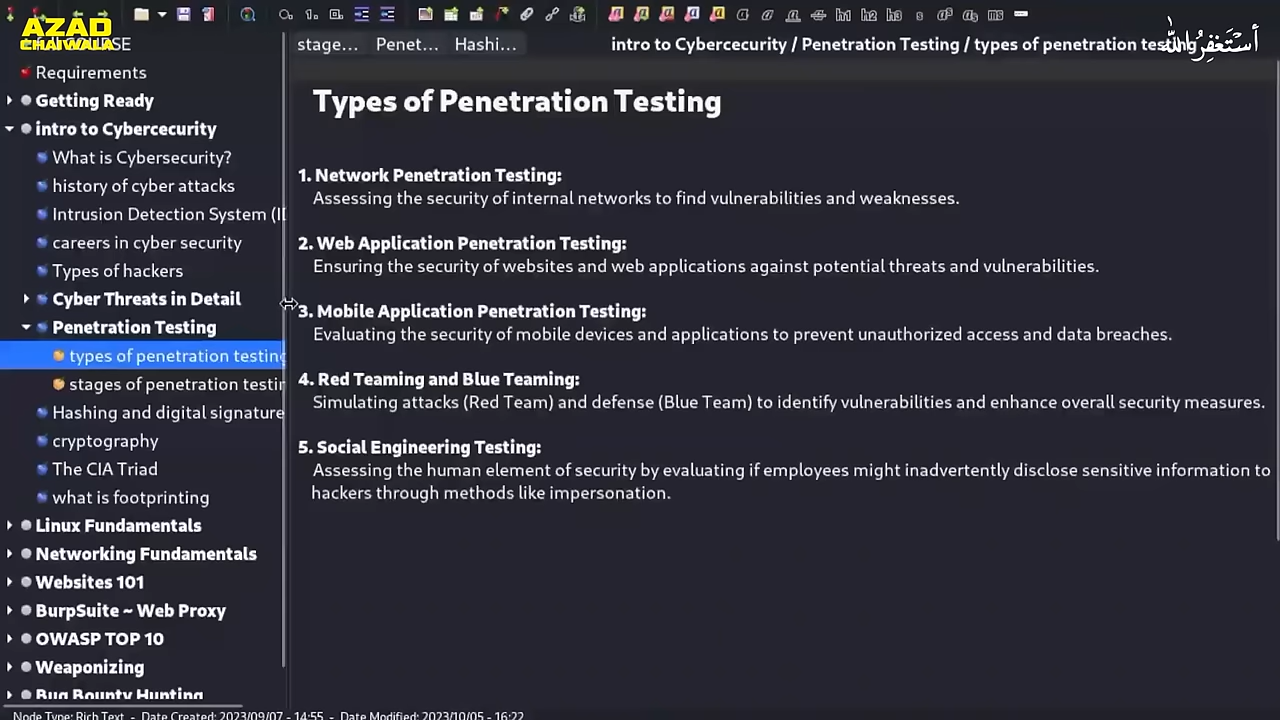 AZAD
CHAIWALA
COURSE
Requirements
Getting Ready
intro to Cybercecurity
What is Cybersecurity?
history of cyber attacks
Intrusion Detection System (I
careers in cyber security
Types of hackers
Cyber Threats in Detail
Penetration Testing
types of penetration testing
stages of penetration testin
Hashing and digital signature
cryptography
The CIA Triad
what is footprinting
Linux Fundamentals
Networking Fundamentals
Websites 101
BurpSuite ~ Web Proxy
OWASP TOP 10
Weaponizing
Bug Bounty Hunting
h1 h2 h3 s
stage... Penet... Hashi...
intro to Cybercecurity / Penetration Testing / types of penetration testing
أستغفر الله
Types of Penetration Testing
1. Network Penetration Testing:
Assessing the security of internal networks to find vulnerabilities and weaknesses.
2. Web Application Penetration Testing:
Ensuring the security of websites and web applications against potential threats and vulnerabilities.
3. Mobile Application Penetration Testing:
Evaluating the security of mobile devices and applications to prevent unauthorized access and data breaches.
4. Red Teaming and Blue Teaming:
Simulating attacks (Red Team) and defense (Blue Team) to identify vulnerabilities and enhance overall security measures.
5. Social Engineering Testing:
Assessing the human element of security by evaluating if employees might inadvertently disclose sensitive information to
hackers through methods like impersonation.
Node Type: Rich Text - Date Created: 2023/09/07 - 14:55 - Date Modified: 2023/10/05 - 16:22